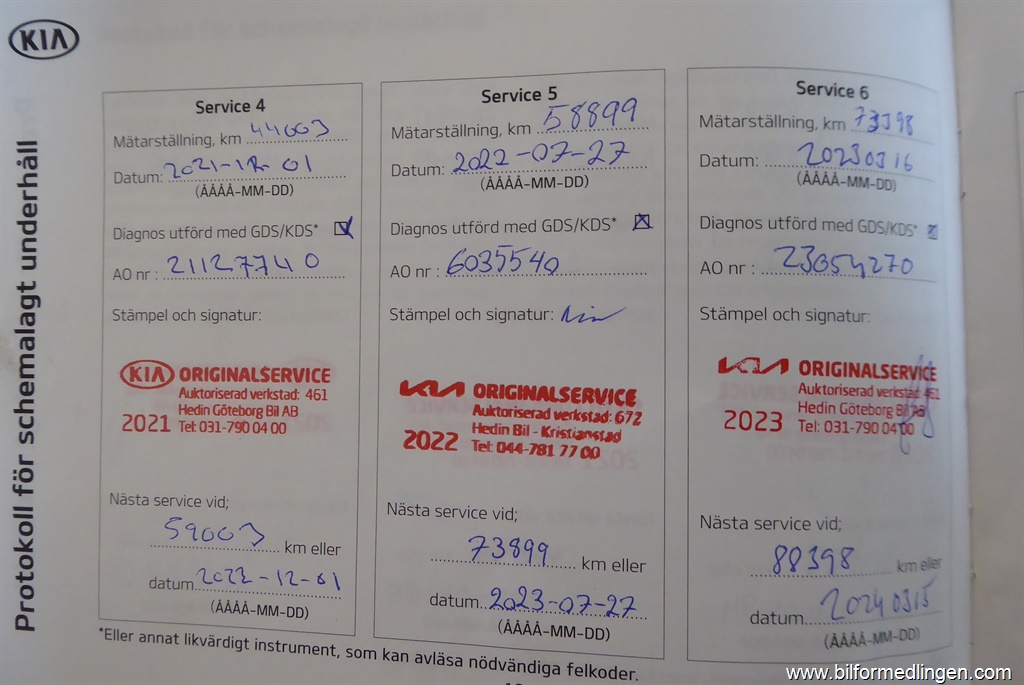 KIA
Protokoll för schemalagt underhåll
Service 4
Mätarställning, km 44003
Datum: 2021-12-01
(ÅÅÅÅ-MM-DD)
Diagnos utförd med GDS/KDS*
AO nr : 21127740
Stämpel och signatur:
KIA ORIGINALSERVICE
Auktoriserad verkstad: 461
Hedin Göteborg Bil AB
2021 Tel: 031-790 04 00
Nästa service vid;
59003 km eller
datum 2022-12-01
(ÅÅÅÅ-MM-DD)
Service 5
Mätarställning, km 58899
Datum: 2022-07-27
(ÅÅÅÅ-MM-DD)
Diagnos utförd med GDS/KDS*
AO nr : 6035540
Stämpel och signatur:
KIA ORIGINALSERVICE
Auktoriserad verkstad: 672
Hedin Bil - Kristianstad
2022 Tel: 044-781 77 00
Nästa service vid;
73899 km eller
datum 2023-07-27
(ÅÅÅÅ-MM-DD)
Service 6
Mätarställning, km 73398
Datum: 20230316
(ÅÅÅÅ-MM-DD)
Diagnos utförd med GDS/KDS*
AO nr : 23054270
Stämpel och signatur:
KIA ORIGINALSERVICE
Auktoriserad verkstad: 461
Hedin Göteborg Bil AB
2023 Tel: 031-790 04 00
Nästa service vid;
88398 km eller
datum 20240315
(ÅÅÅÅ-MM-DD)
*Eller annat likvärdigt instrument, som kan avläsa nödvändiga felkoder.
www.bilformedlingen.com